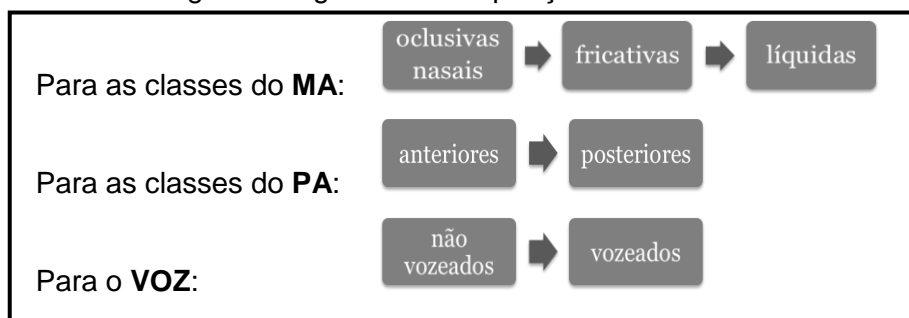 Para as classes do MA:
oclusivas
nasais
fricativas
líquidas
Para as classes do PA:
anteriores
posteriores
Para o VOZ:
não
vozeados
vozeados